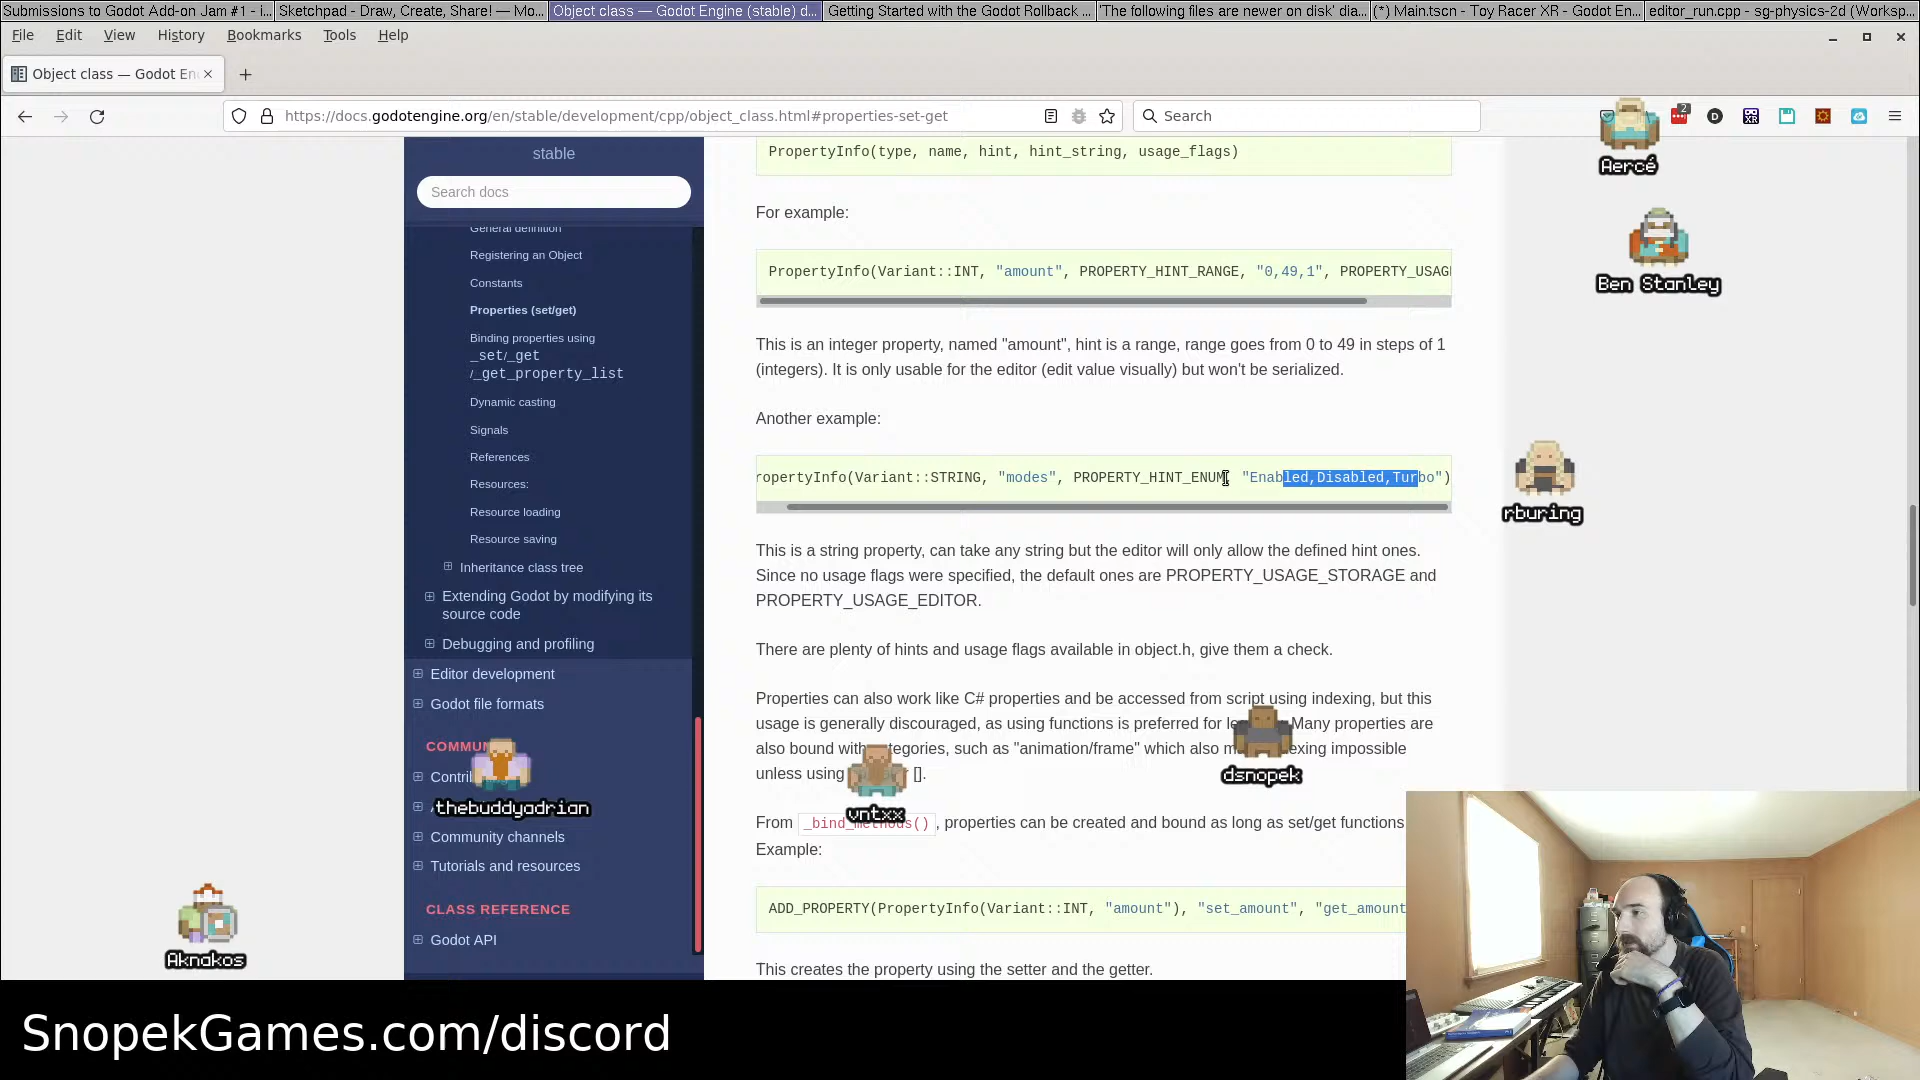 Submissions to Godot Add-on Jam #1 - i...
Sketchpad - Draw, Create, Share! — Mo...
Object class — Godot Engine (stable) d...
Getting Started with the Godot Rollback ...
'The following files are newer on disk' dia...
(*) Main.tscn - Toy Racer XR - Godot En...
editor_run.cpp - sg-physics-2d (Worksp...
File Edit View History Bookmarks Tools Help
Object class — Godot En
https://docs.godotengine.org/en/stable/development/cpp/object_class.html#properties-set-get
Search
2
Aercé
Ben Stanley
stable
Search docs
General definition
Registering an Object
Constants
Properties (set/get)
Binding properties using
_set/_get
/_get_property_list
Dynamic casting
Signals
References
Resources:
Resource loading
Resource saving
Inheritance class tree
Extending Godot by modifying its
source code
Debugging and profiling
Editor development
Godot file formats
COMMUN
Contri
thebuddyadrian
Community channels
Tutorials and resources
CLASS REFERENCE
Godot API
Aknakos
PropertyInfo(type, name, hint, hint_string, usage_flags)
For example:
PropertyInfo(Variant::INT, "amount", PROPERTY_HINT_RANGE, "0,49,1", PROPERTY_USAG
This is an integer property, named "amount", hint is a range, range goes from 0 to 49 in steps of 1
(integers). It is only usable for the editor (edit value visually) but won't be serialized.
Another example:
ropertyInfo(Variant::STRING, "modes", PROPERTY_HINT_ENUM, "Enabled,Disabled,Turbo")
rburing
This is a string property, can take any string but the editor will only allow the defined hint ones.
Since no usage flags were specified, the default ones are PROPERTY_USAGE_STORAGE and
PROPERTY_USAGE_EDITOR.
There are plenty of hints and usage flags available in object.h, give them a check.
Properties can also work like C# properties and be accessed from script using indexing, but this
usage is generally discouraged, as using functions is preferred for le Many properties are
also bound with tegories, such as "animation/frame" which also m exing impossible
unless using r [].
dsnopek
vntxx
From _bind_methods(), properties can be created and bound as long as set/get functions
Example:
ADD_PROPERTY(PropertyInfo(Variant::INT, "amount"), "set_amount", "get_amount
This creates the property using the setter and the getter.
SnopekGames.com/discord